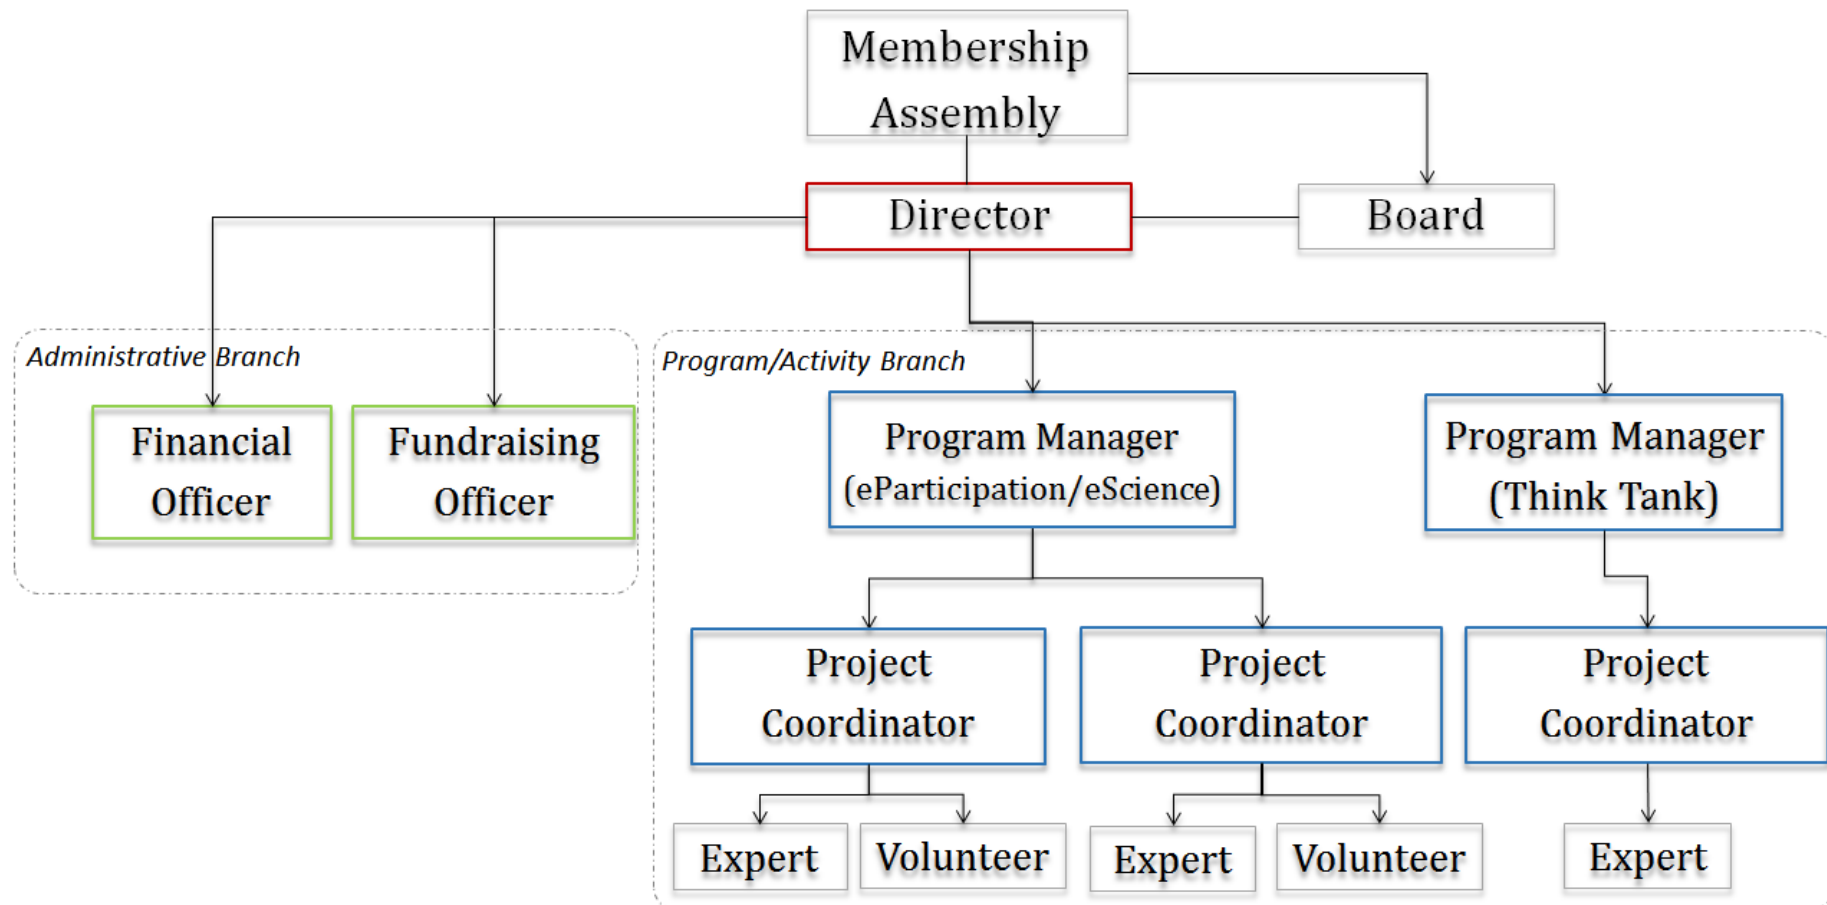 Membership
Assembly
Director
Board
Administrative Branch
Program/Activity Branch
Financial
Officer
Fundraising
Officer
Program Manager
(eParticipation/eScience)
Program Manager
(Think Tank)
Project
Coordinator
Project
Coordinator
Project
Coordinator
Expert
Volunteer
Expert
Volunteer
Expert